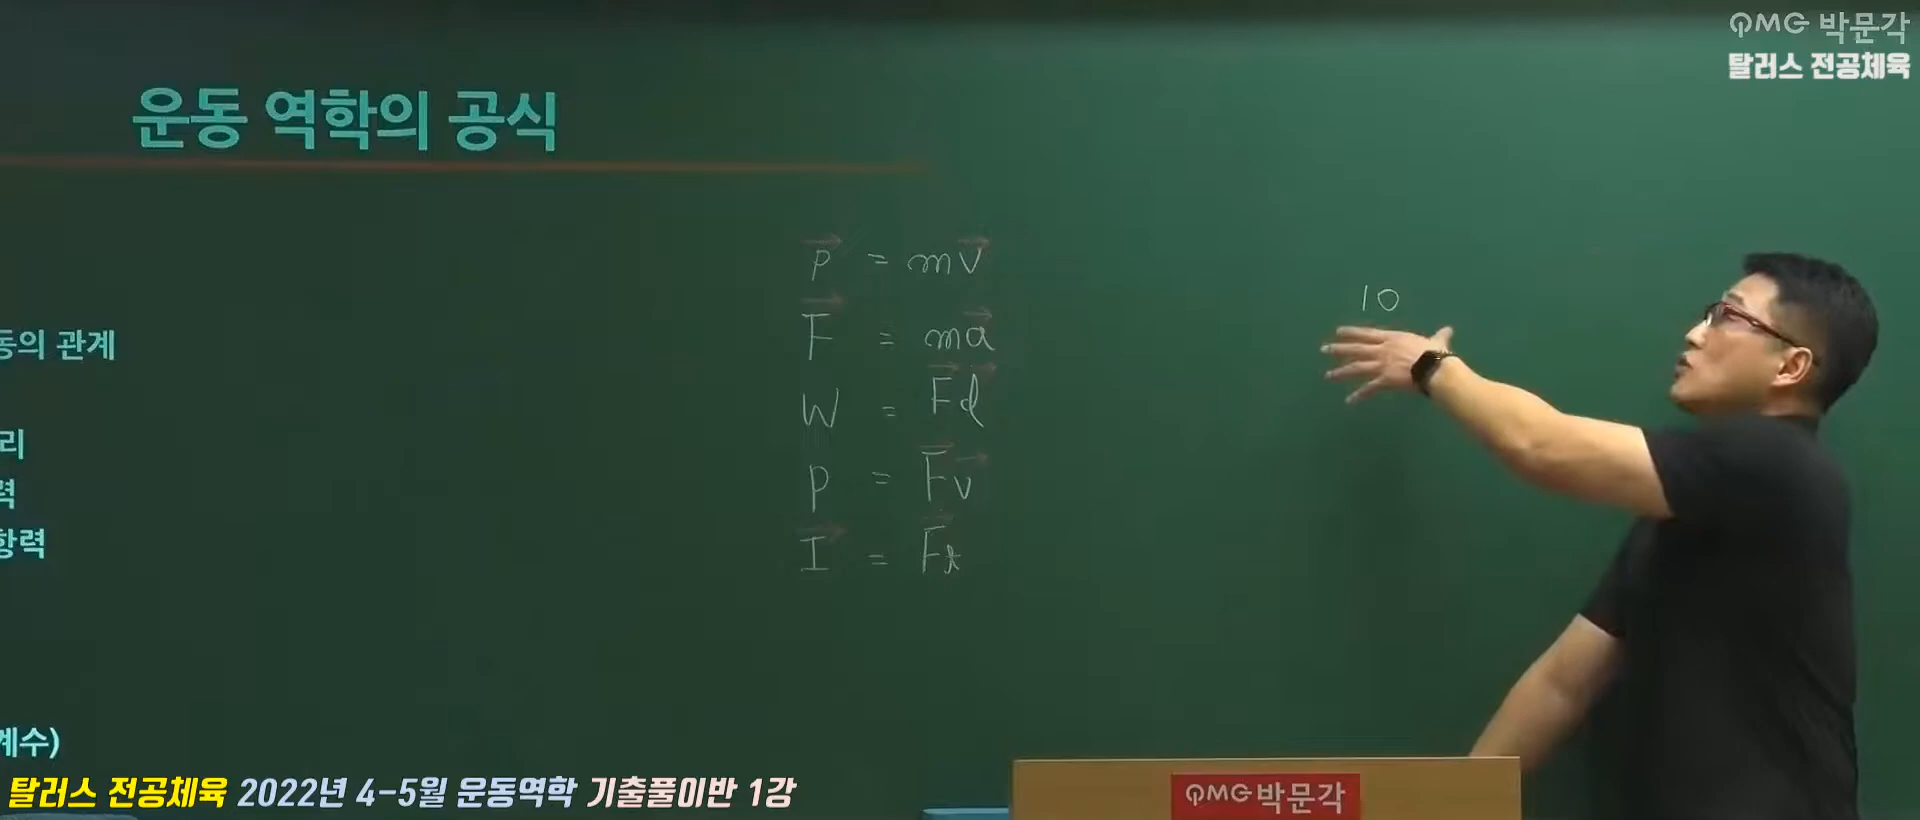 PMG 박문각
탈러스 전공체육
운동 역학의 공식
p = mv
F = ma
W = Fd
P = Fv
I = Ft
10
동의 관계
리
력
항력
계수)
탈러스 전공체육 2022년 4-5월 운동역학 기출풀이반 1강
PMG 박문각